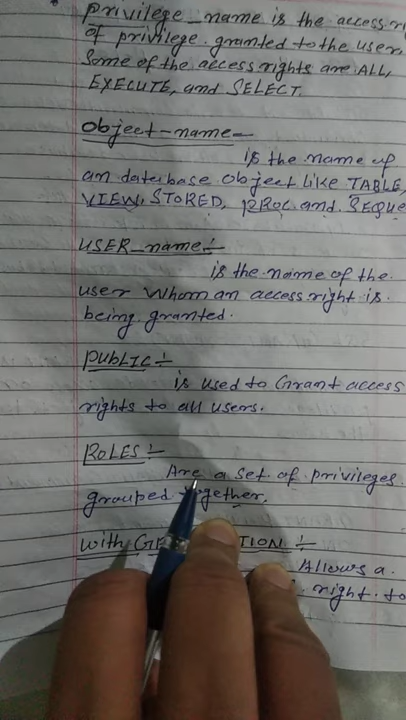 privilege_name is the access ri
of privilege granted to the user.
Some of the access rights are ALL,
EXECUTE, and SELECT.
Object-name-
is the name of
an database object like TABLE,
VIEW, STORED, PROC and SEQUE
USER_name :-
is the name of the
user whom an access right is
being granted.
PUBLIC :-
is used to Grant access
rights to all users.
ROLES :-
Are a set of privileges
grouped together.
with TION :-
Allows a
right to